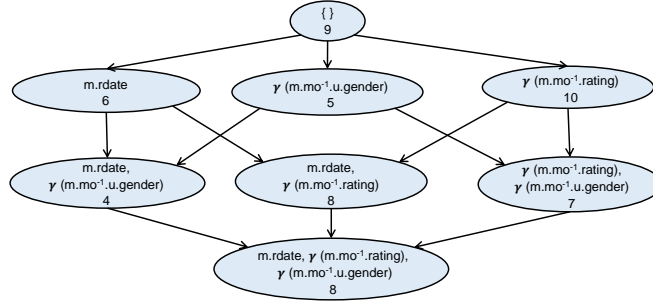 { }
9
m.rdate
6
γ (m.mo⁻¹.u.gender)
5
γ (m.mo⁻¹.rating)
10
m.rdate,
γ (m.mo⁻¹.u.gender)
4
m.rdate,
γ (m.mo⁻¹.rating)
8
γ (m.mo⁻¹.rating),
γ (m.mo⁻¹.u.gender)
7
m.rdate, γ (m.mo⁻¹.rating),
γ (m.mo⁻¹.u.gender)
8